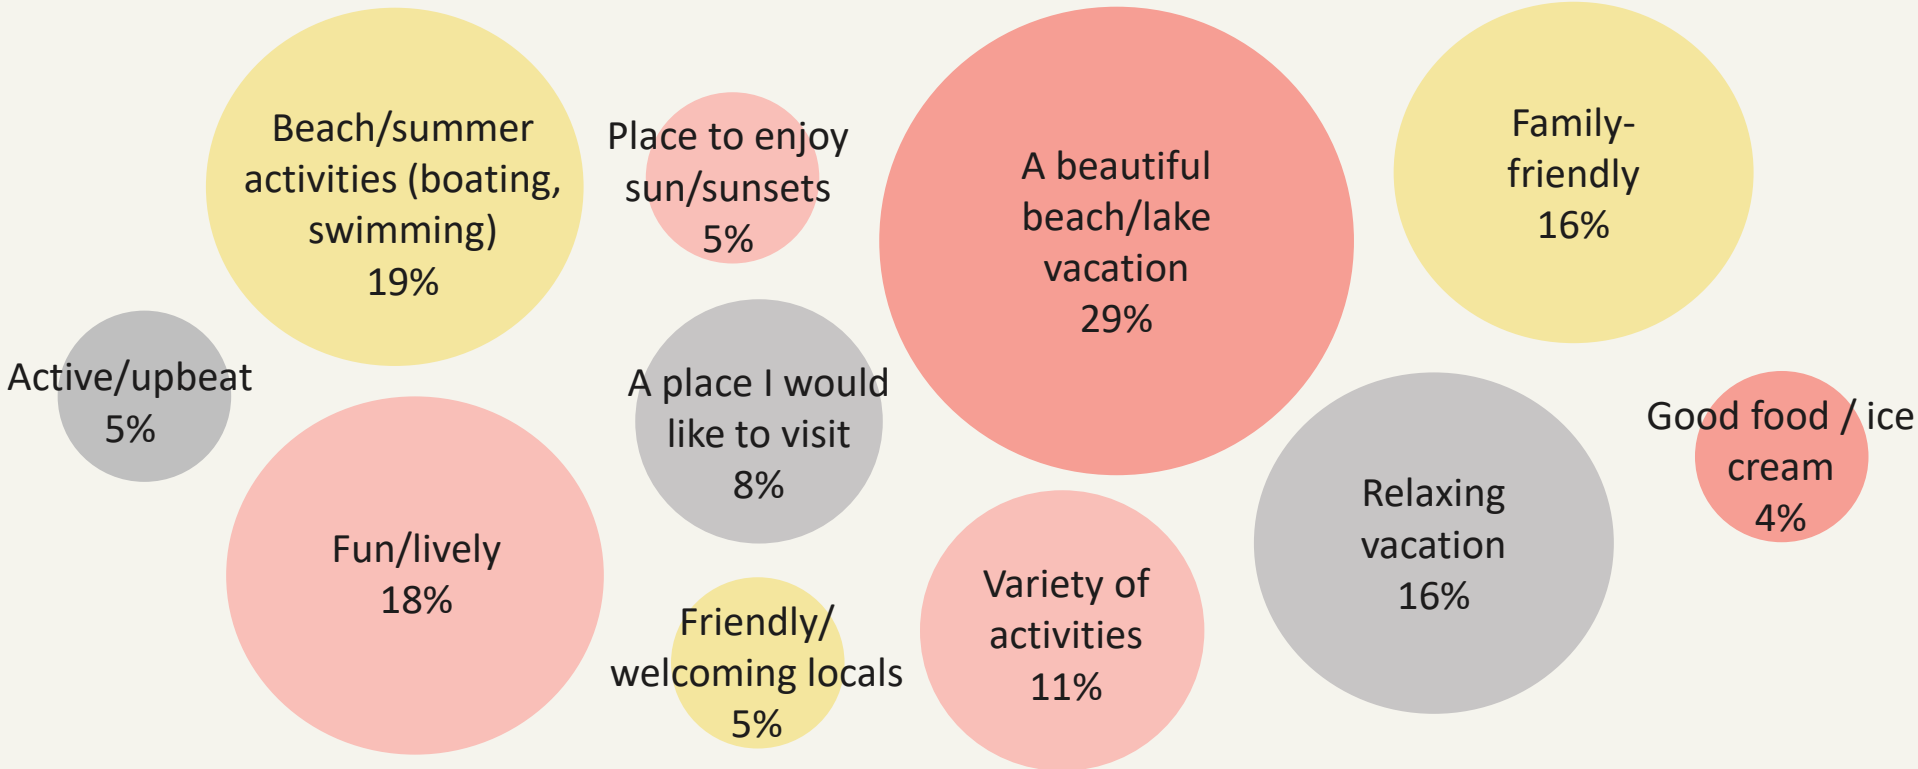 Beach/summer
activities (boating,
swimming)
19%
Place to enjoy
sun/sunsets
5%
A beautiful
beach/lake
vacation
29%
Family-
friendly
16%
Active/upbeat
5%
A place I would
like to visit
8%
Good food / ice
cream
4%
Fun/lively
18%
Relaxing
vacation
16%
Friendly/
welcoming locals
5%
Variety of
activities
11%